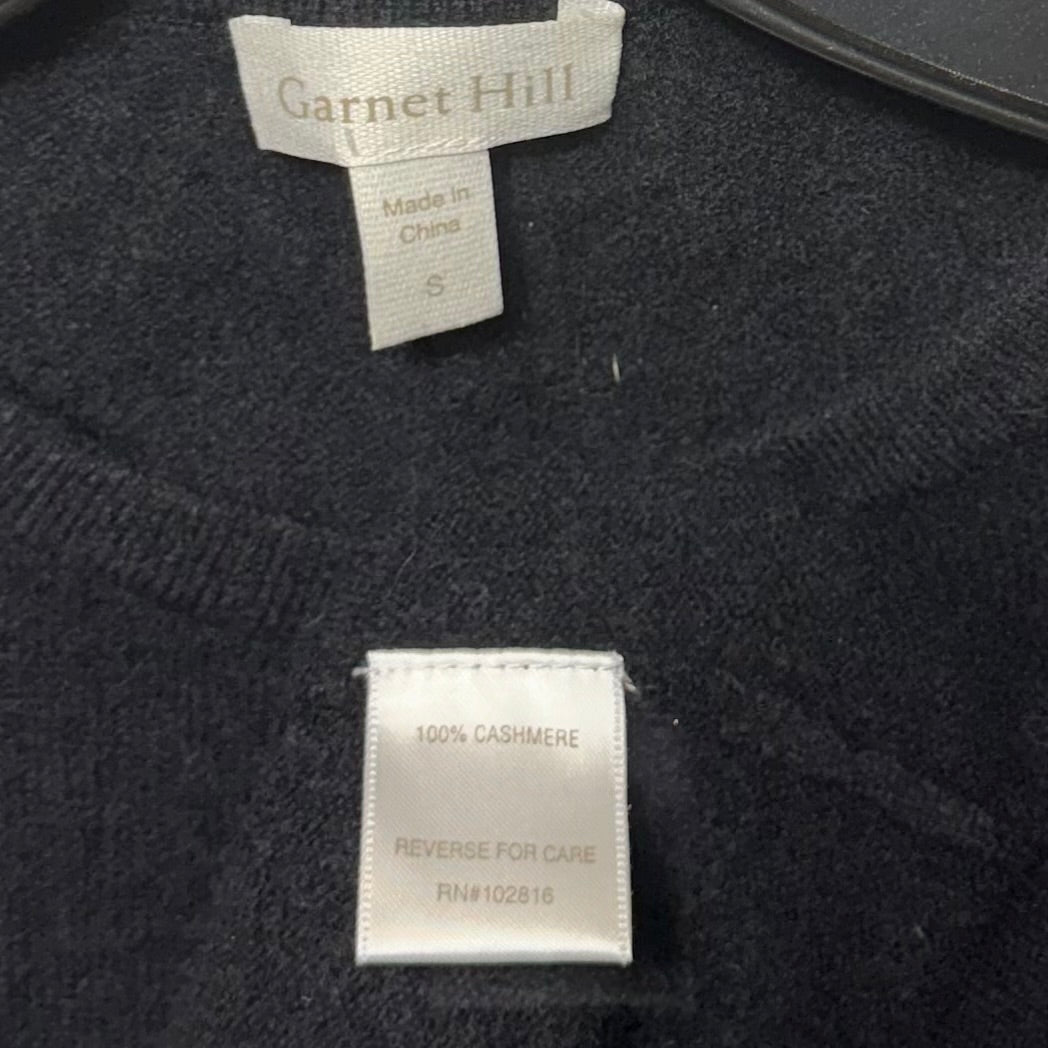 Garnet Hill
Made in
China
S
100% CASHMERE
REVERSE FOR CARE
RN#102816